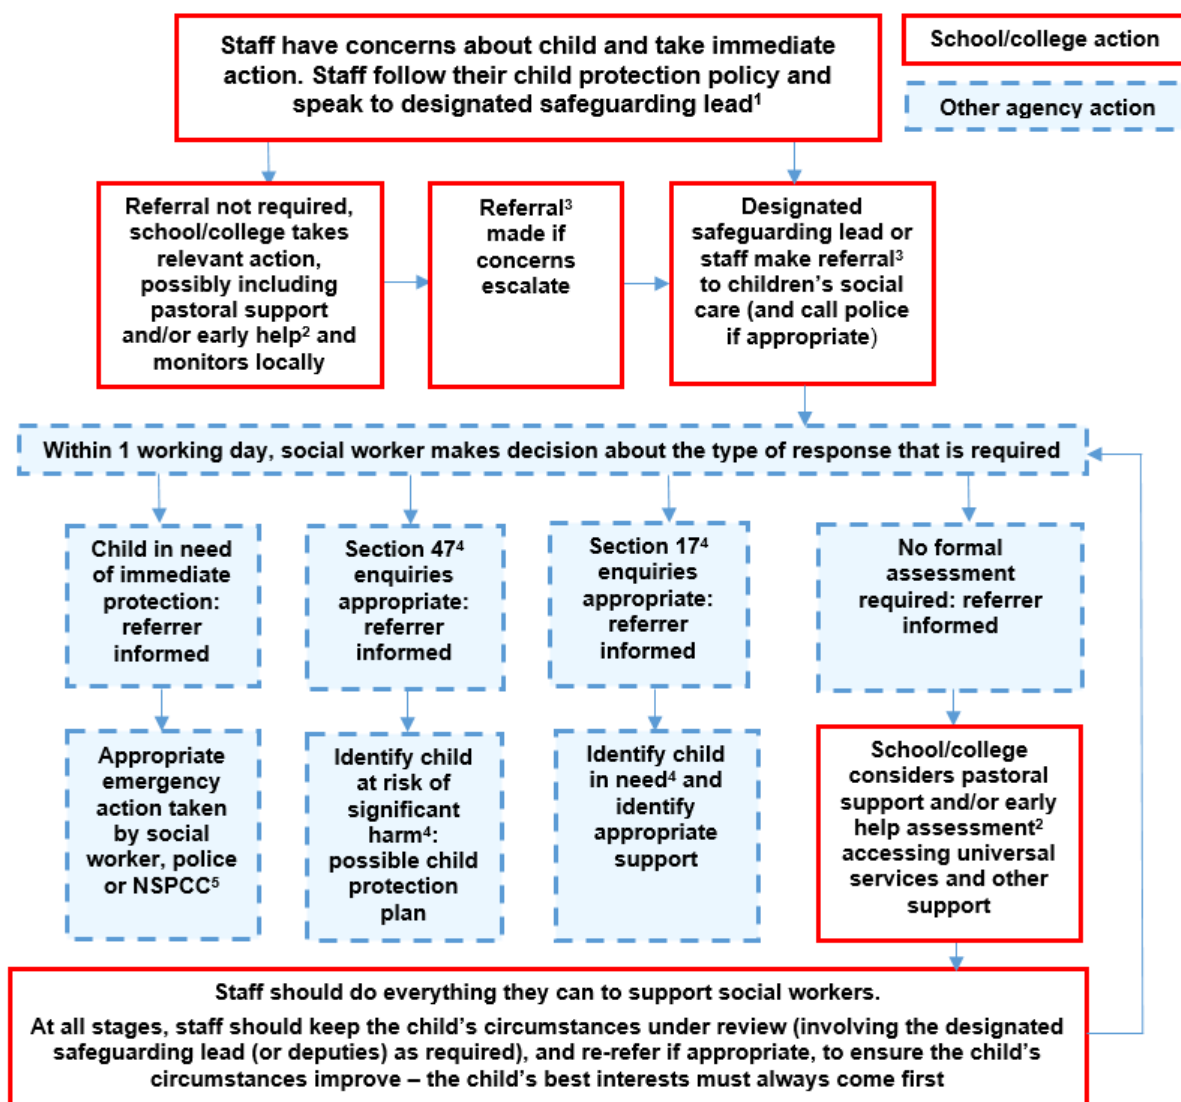 Staff have concerns about child and take immediate
action. Staff follow their child protection policy and
speak to designated safeguarding lead¹
School/college action
Other agency action
Referral not required,
school/college takes
relevant action,
possibly including
pastoral support
and/or early help² and
monitors locally
Referral³
made if
concerns
escalate
Designated
safeguarding lead or
staff make referral³
to children’s social
care (and call police
if appropriate)
Within 1 working day, social worker makes decision about the type of response that is required
Child in need
of immediate
protection:
referrer
informed
Section 47⁴
enquiries
appropriate:
referrer
informed
Section 17⁴
enquiries
appropriate:
referrer
informed
No formal
assessment
required: referrer
informed
Appropriate
emergency
action taken
by social
worker, police
or NSPCC⁵
Identify child
at risk of
significant
harm⁴:
possible child
protection
plan
Identify child
in need⁴ and
identify
appropriate
support
School/college
considers pastoral
support and/or early
help assessment²
accessing universal
services and other
support
Staff should do everything they can to support social workers.
At all stages, staff should keep the child’s circumstances under review (involving the designated
safeguarding lead (or deputies) as required), and re-refer if appropriate, to ensure the child’s
circumstances improve – the child’s best interests must always come first